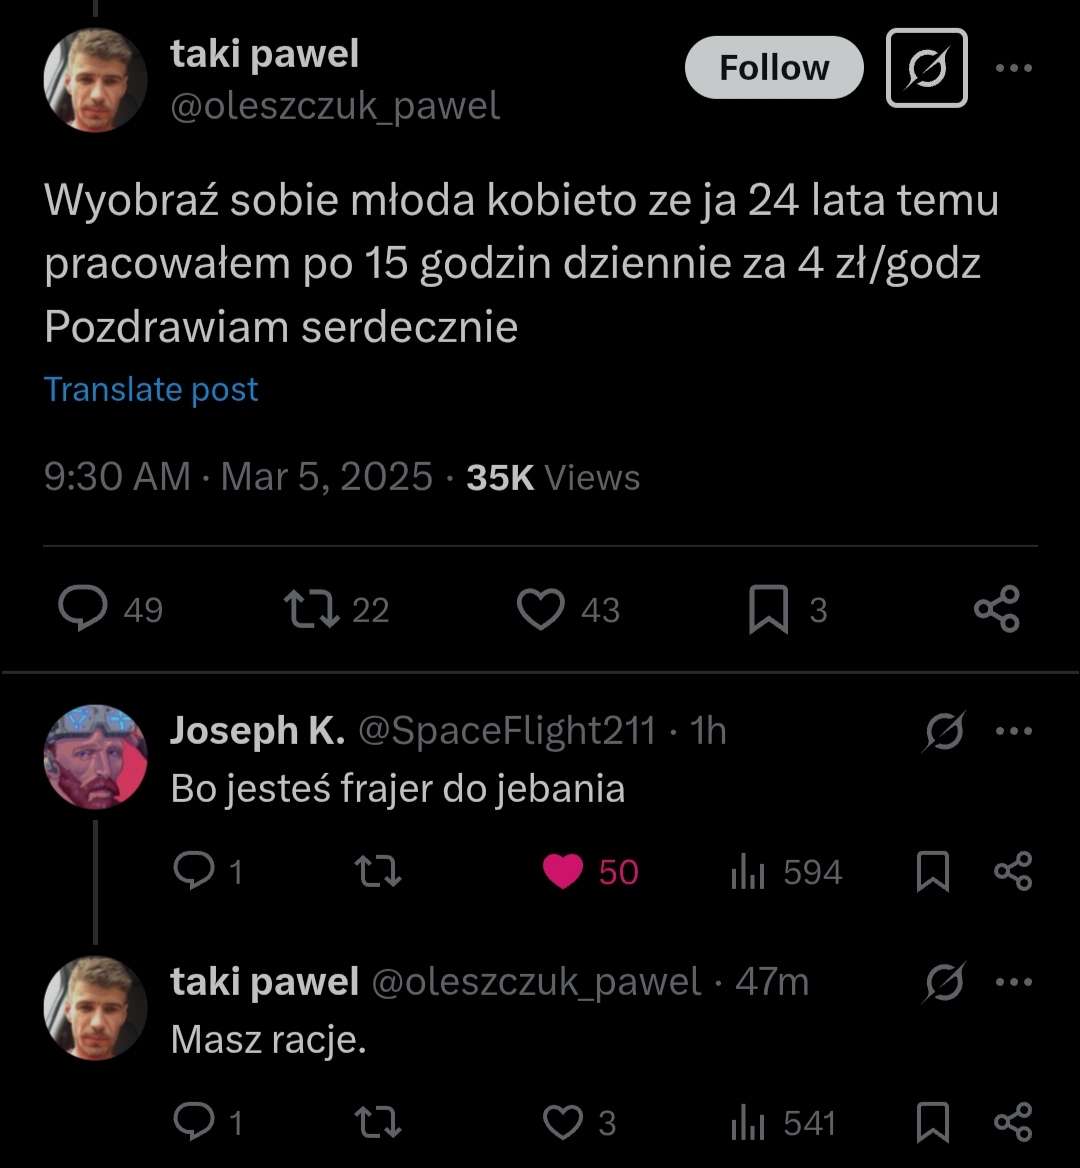 taki pawel
Follow
@oleszczuk_pawel
Wyobraź sobie młoda kobieto ze ja 24 lata temu
pracowałem po 15 godzin dziennie za 4 zł/godz
Pozdrawiam serdecznie
Translate post
9:30 AM · Mar 5, 2025 · 35K Views
49 22 43 3
Joseph K. @SpaceFlight211 · 1h
Bo jesteś frajer do jebania
1 50 594
taki pawel @oleszczuk_pawel · 47m
Masz racje.
1 3 541